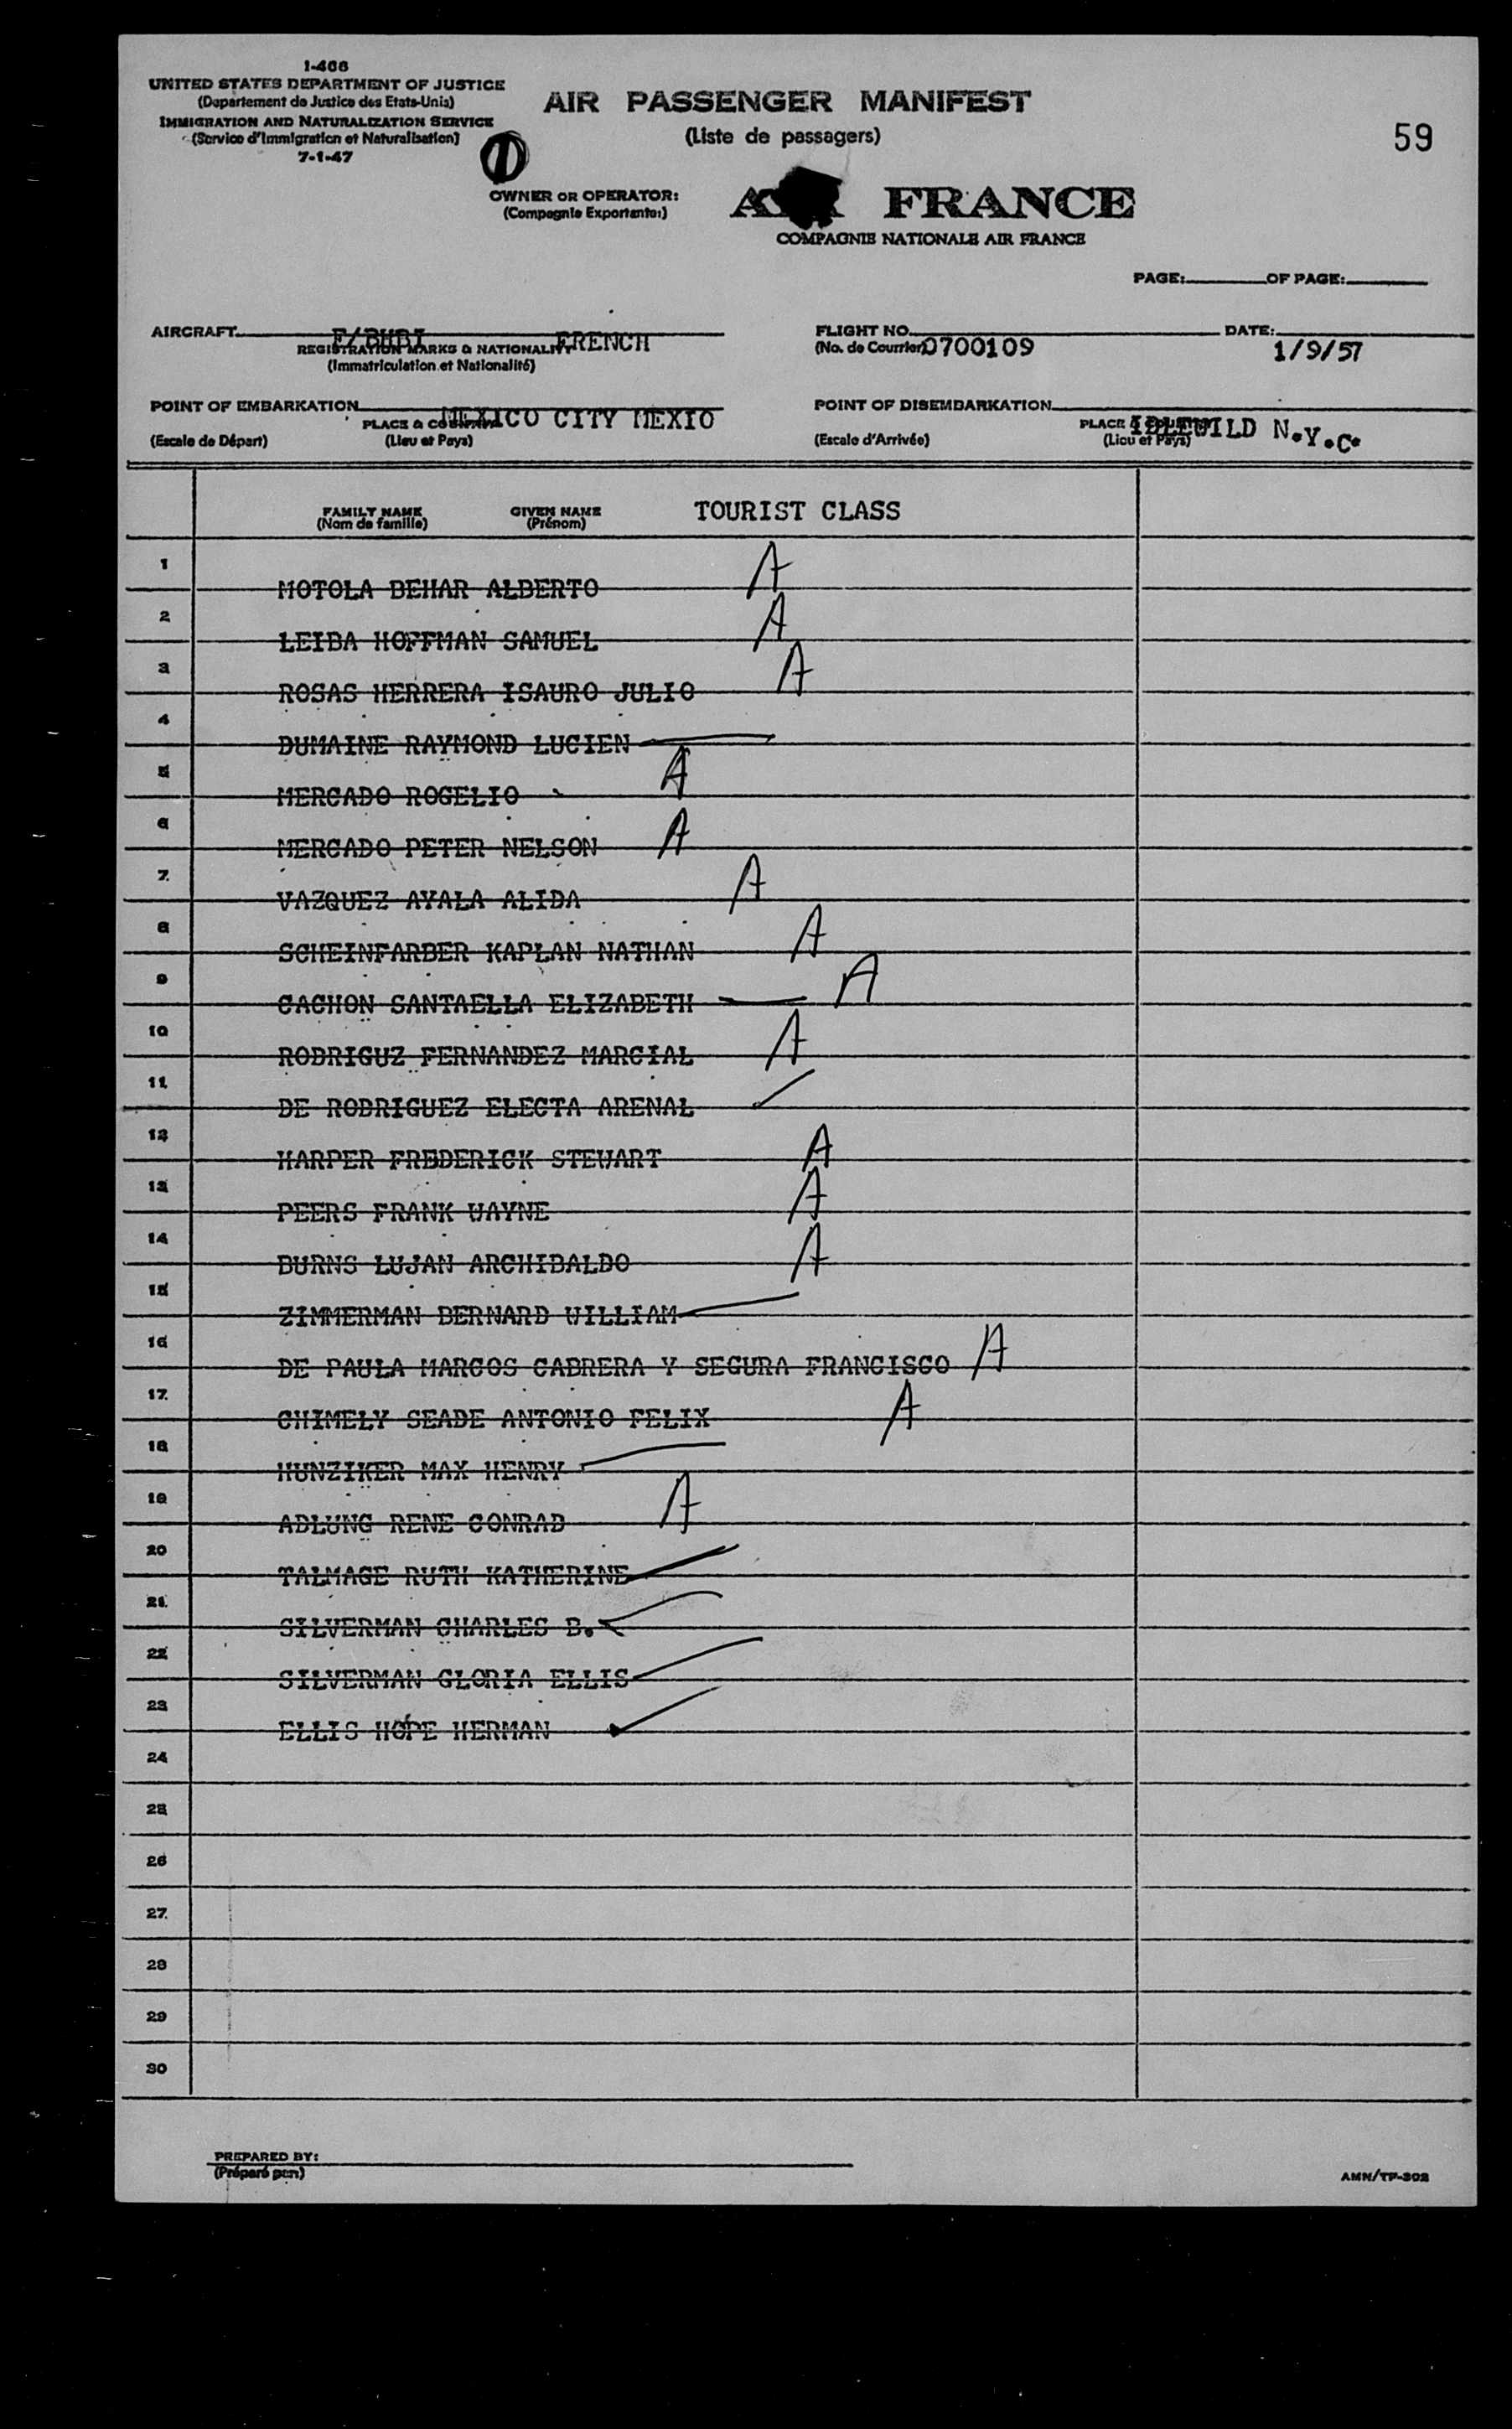 I-466
UNITED STATES DEPARTMENT OF JUSTICE
(Departement de Justice des Etats-Unis)
IMMIGRATION AND NATURALIZATION SERVICE
(Service d'Immigration et Naturalisation)
7-1-47
AIR PASSENGER MANIFEST
(Liste de passagers)
59
1
OWNER OR OPERATOR:
(Compagnie Exportante:)
AIR FRANCE
COMPAGNIE NATIONALE AIR FRANCE
PAGE: OF PAGE:
AIRCRAFT FRENCH
REGISTRATION MARKS & NATIONALITY
(Immatriculation et Nationalité)
FLIGHT NO. DATE:
(No. de Courrier) 0700109 1/9/57
POINT OF EMBARKATION MEXICO CITY MEXIO
PLACE & COUNTRY
(Escale de Départ) (Lieu et Pays)
POINT OF DISEMBARKATION
PLACE & COUNTRY IDLEWILD N.Y.C.
(Escale d'Arrivée) (Lieu et Pays)
FAMILY NAME GIVEN NAME TOURIST CLASS
(Nom de famille) (Prénom)
1 MOTOLA BEHAR ALBERTO A
2 LEIBA HOFFMAN SAMUEL A
3 ROSAS HERRERA ISAURO JULIO A
4 DUMAINE RAYMOND LUCIEN
5 MERCADO ROGELIO A
6 MERCADO PETER NELSON A
7 VAZQUEZ AYALA ALIDA A
8 SCHEINFARBER KAPLAN NATHAN A
9 CACHON SANTAELLA ELIZABETH A
10 RODRIGUZ FERNANDEZ MARCIAL A
11 DE RODRIGUEZ ELECTA ARENAL
12 HARPER FREDERICK STEWART A
13 PEERS FRANK WAYNE A
14 BURNS LUJAN ARCHIBALDO A
15 ZIMMERMAN BERNARD WILLIAM
16 DE PAULA MARCOS CABRERA Y SEGURA FRANCISCO A
17 CHIMELY SEADE ANTONIO FELIX A
18 HUNZIKER MAX HENRY
19 ADLUNG RENE CONRAD A
20 TALMAGE RUTH KATHERINE
21 SILVERMAN CHARLES B.
22 SILVERMAN GLORIA ELLIS
23 ELLIS HOPE HERMAN
24
25
26
27
28
29
30
PREPARED BY:
(Préparé par)
AMN/TP-302